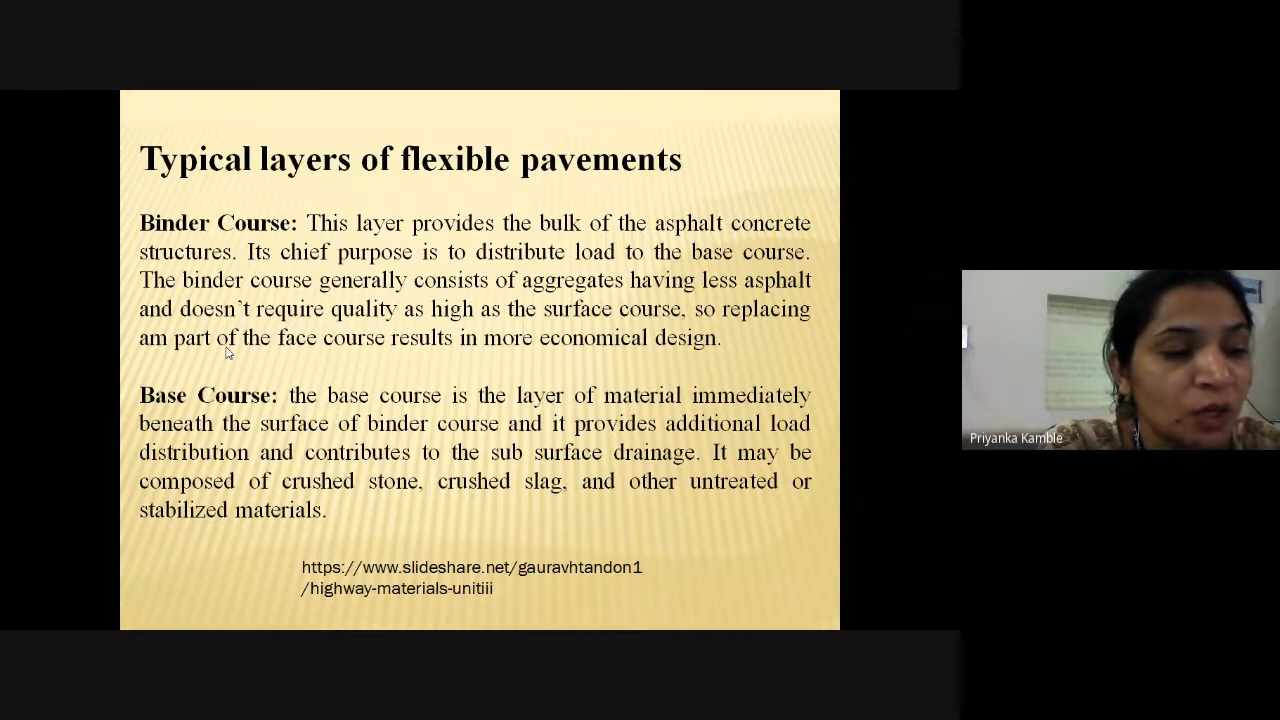 Typical layers of flexible pavements
Binder Course: This layer provides the bulk of the asphalt concrete
structures. Its chief purpose is to distribute load to the base course.
The binder course generally consists of aggregates having less asphalt
and doesn’t require quality as high as the surface course, so replacing
am part of the face course results in more economical design.
Base Course: the base course is the layer of material immediately
beneath the surface of binder course and it provides additional load
distribution and contributes to the sub surface drainage. It may be
composed of crushed stone, crushed slag, and other untreated or
stabilized materials.
https://www.slideshare.net/gauravhtandon1
/highway-materials-unitiii
Priyanka Kamble